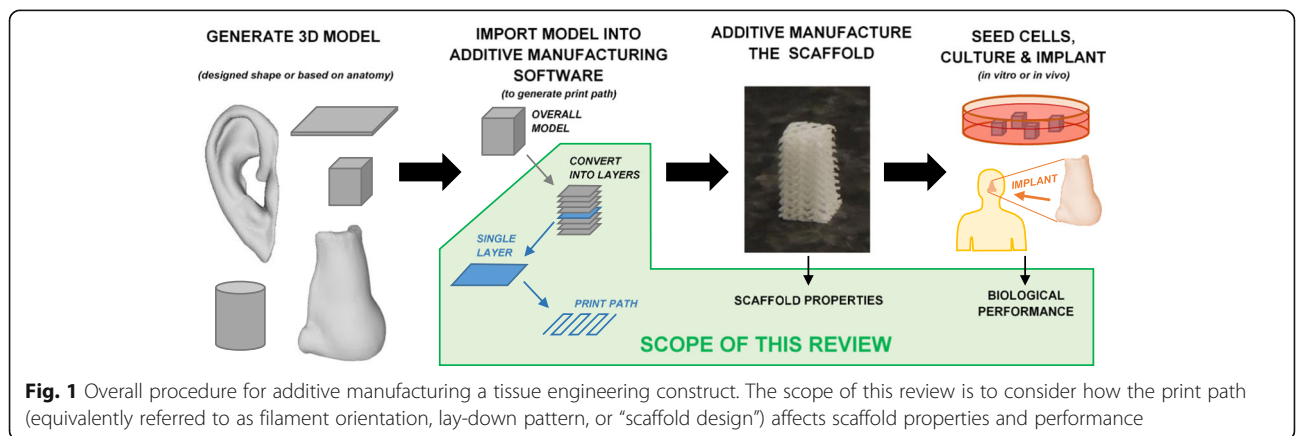 GENERATE 3D MODEL
(designed shape or based on anatomy)
IMPORT MODEL INTO
ADDITIVE MANUFACTURING
SOFTWARE
(to generate print path)
OVERALL
MODEL
CONVERT
INTO LAYERS
SINGLE
LAYER
PRINT PATH
ADDITIVE MANUFACTURE
THE SCAFFOLD
SCAFFOLD PROPERTIES
SEED CELLS,
CULTURE & IMPLANT
(in vitro or in vivo)
IMPLANT
BIOLOGICAL
PERFORMANCE
SCOPE OF THIS REVIEW
Fig. 1 Overall procedure for additive manufacturing a tissue engineering construct. The scope of this review is to consider how the print path
(equivalently referred to as filament orientation, lay-down pattern, or “scaffold design”) affects scaffold properties and performance